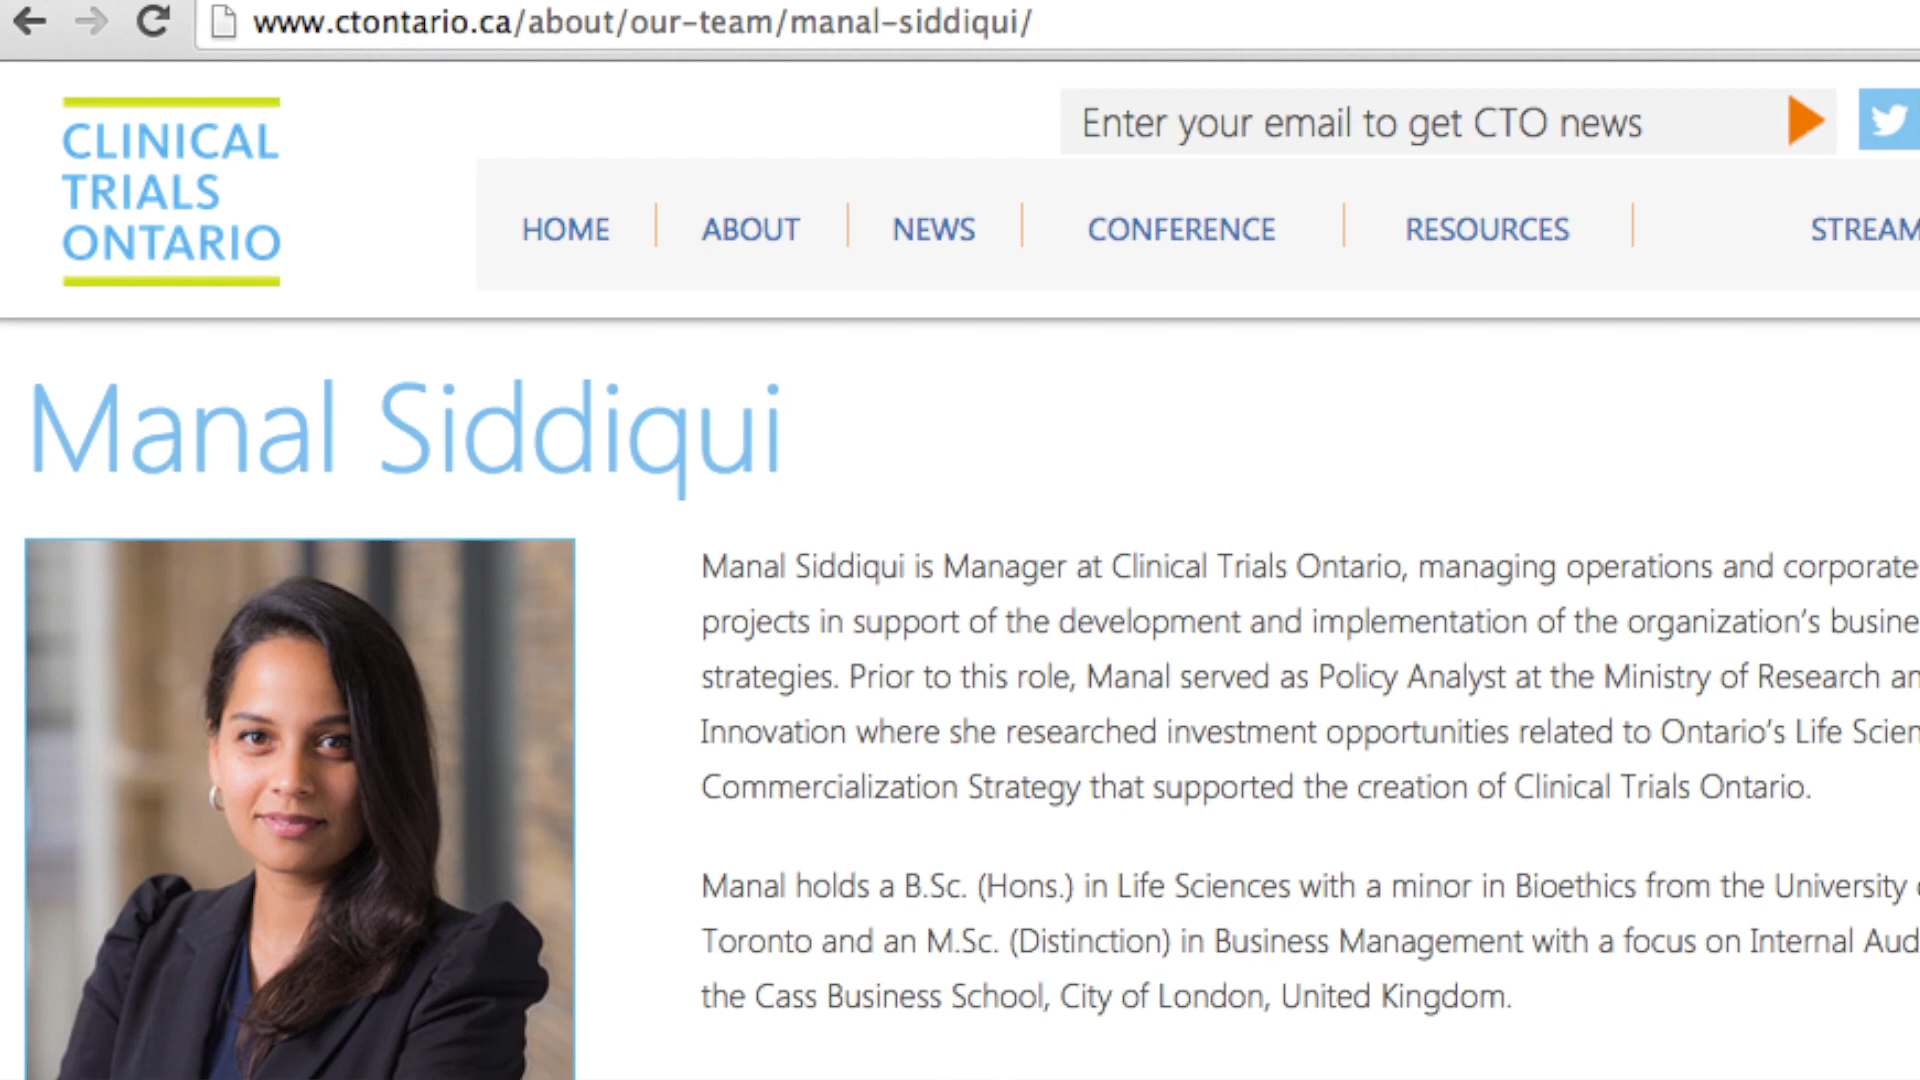 www.ctontario.ca/about/our-team/manal-siddiqui/
Enter your email to get CTO news
CLINICAL
TRIALS
ONTARIO
HOME ABOUT NEWS CONFERENCE RESOURCES STREAM
Manal Siddiqui
Manal Siddiqui is Manager at Clinical Trials Ontario, managing operations and corporate
projects in support of the development and implementation of the organization’s busine
strategies. Prior to this role, Manal served as Policy Analyst at the Ministry of Research an
Innovation where she researched investment opportunities related to Ontario’s Life Scien
Commercialization Strategy that supported the creation of Clinical Trials Ontario.
Manal holds a B.Sc. (Hons.) in Life Sciences with a minor in Bioethics from the University
Toronto and an M.Sc. (Distinction) in Business Management with a focus on Internal Aud
the Cass Business School, City of London, United Kingdom.